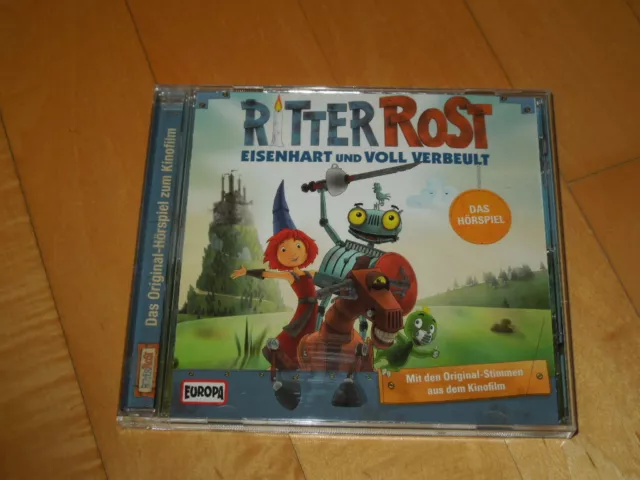 RITTER ROST
EISENHART UND VOLL VERBEULT
DAS
HÖRSPIEL
Das Original-Hörspiel zum Kinofilm
Mit den Original-Stimmen
aus dem Kinofilm
EUROPA